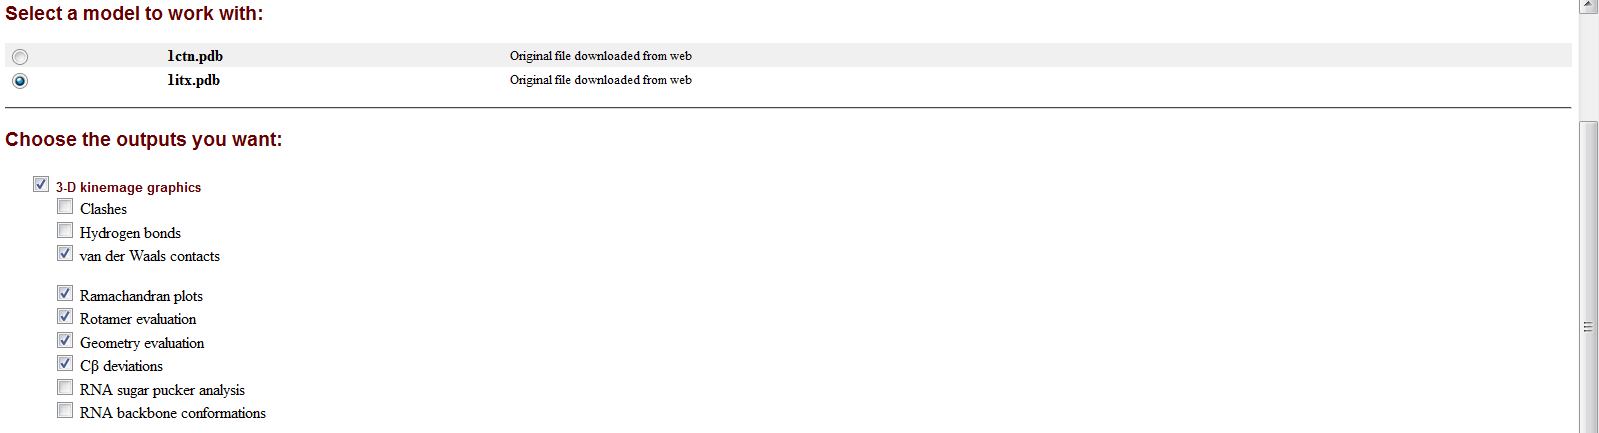 Select a model to work with:
1ctn.pdb Original file downloaded from web
1itx.pdb Original file downloaded from web
Choose the outputs you want:
3-D kinemage graphics
Clashes
Hydrogen bonds
van der Waals contacts
Ramachandran plots
Rotamer evaluation
Geometry evaluation
Cβ deviations
RNA sugar pucker analysis
RNA backbone conformations